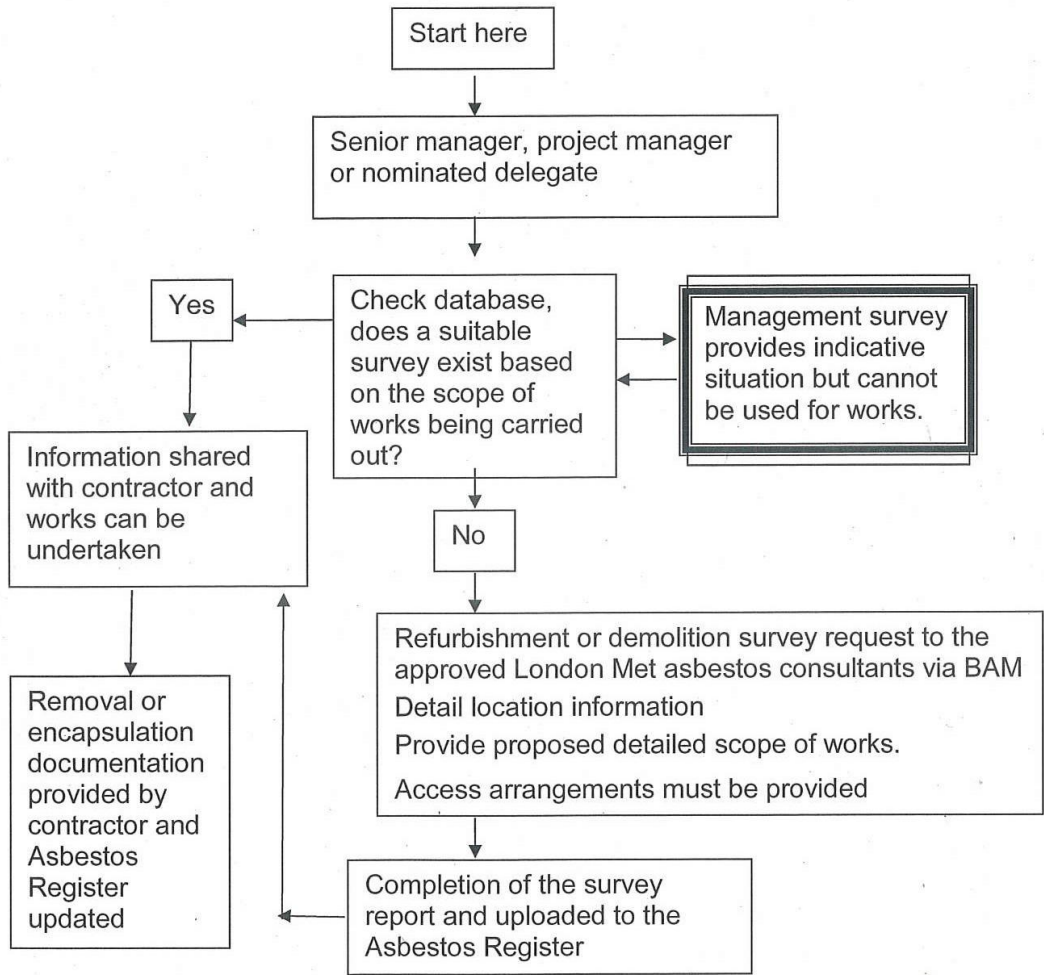 Start here
Senior manager, project manager
or nominated delegate
Yes
Check database,
does a suitable
survey exist based
on the scope of
works being carried
out?
Management survey
provides indicative
situation but cannot
be used for works.
Information shared
with contractor and
works can be
undertaken
No
Refurbishment or demolition survey request to the
approved London Met asbestos consultants via BAM
Detail location information
Provide proposed detailed scope of works.
Access arrangements must be provided
Removal or
encapsulation
documentation
provided by
contractor and
Asbestos
Register
updated
Completion of the survey
report and uploaded to the
Asbestos Register